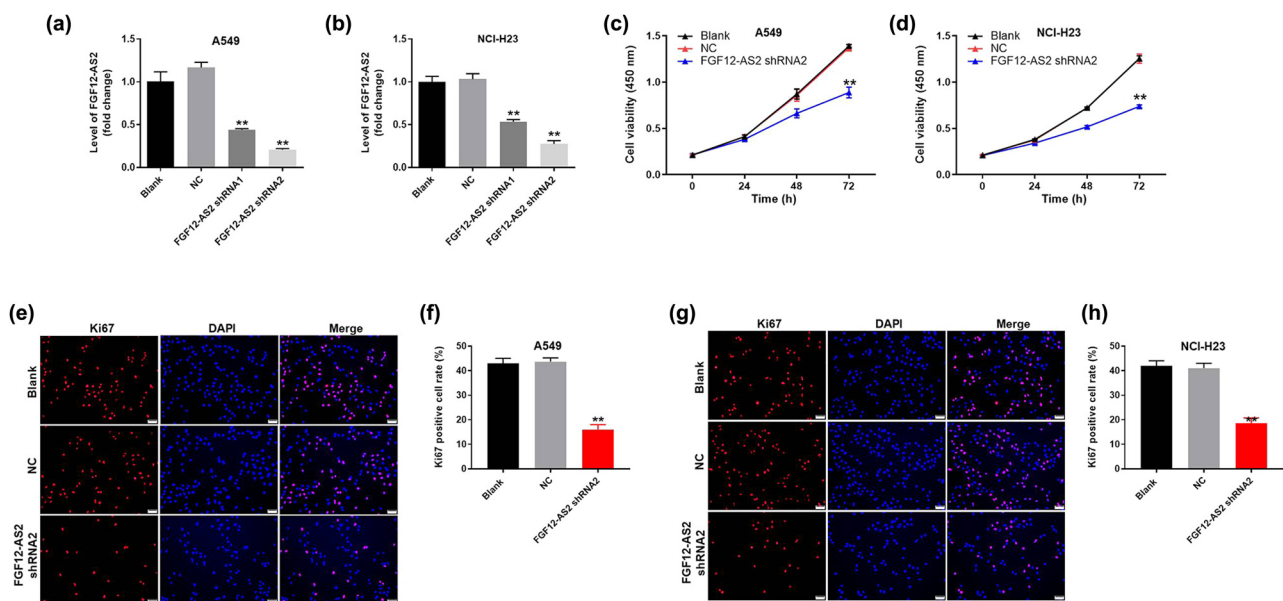 (a)
A549
Level of FGF12-AS2
(fold change)
1.5
1.0
0.5
0.0
**
**
Blank
NC
FGF12-AS2 shRNA1
FGF12-AS2 shRNA2
(b)
NCI-H23
Level of FGF12-AS2
(fold change)
1.5
1.0
0.5
0.0
**
**
Blank
NC
FGF12-AS2 shRNA1
FGF12-AS2 shRNA2
(c)
A549
Blank
NC
FGF12-AS2 shRNA2
Cell viability (450 nm)
1.5
1.0
0.5
0.0
**
0 24 48 72
Time (h)
(d)
NCI-H23
Blank
NC
FGF12-AS2 shRNA2
Cell viability (450 nm)
1.5
1.0
0.5
0.0
**
0 24 48 72
Time (h)
(e)
Ki67 DAPI Merge
Blank
NC
FGF12-AS2
shRNA2
(f)
A549
Ki67 positive cell rate (%)
50
40
30
20
10
0
**
Blank
NC
FGF12-AS2 shRNA2
(g)
Ki67 DAPI Merge
Blank
NC
FGF12-AS2
shRNA2
(h)
NCI-H23
Ki67 positive cell rate (%)
50
40
30
20
10
0
**
Blank
NC
FGF12-AS2 shRNA2